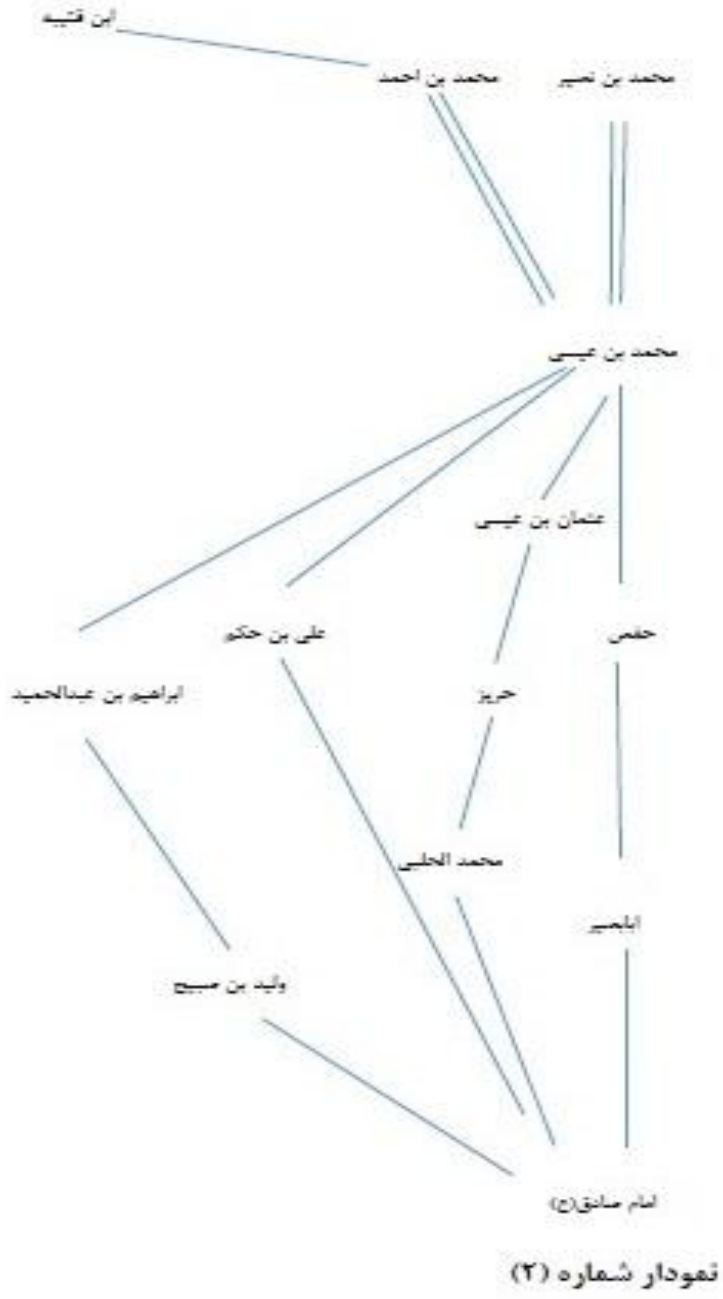 ابن قتیبه
محمد بن نصیر
محمد بن احمد
محمد بن عیسی
عثمان بن عیسی
حفص
علی بن حکم
ابراهیم بن عبدالحمید
حریز
محمد الحلبی
ابابصیر
ولید بن صبیح
امام صادق(ع)
نمودار شماره (۲)